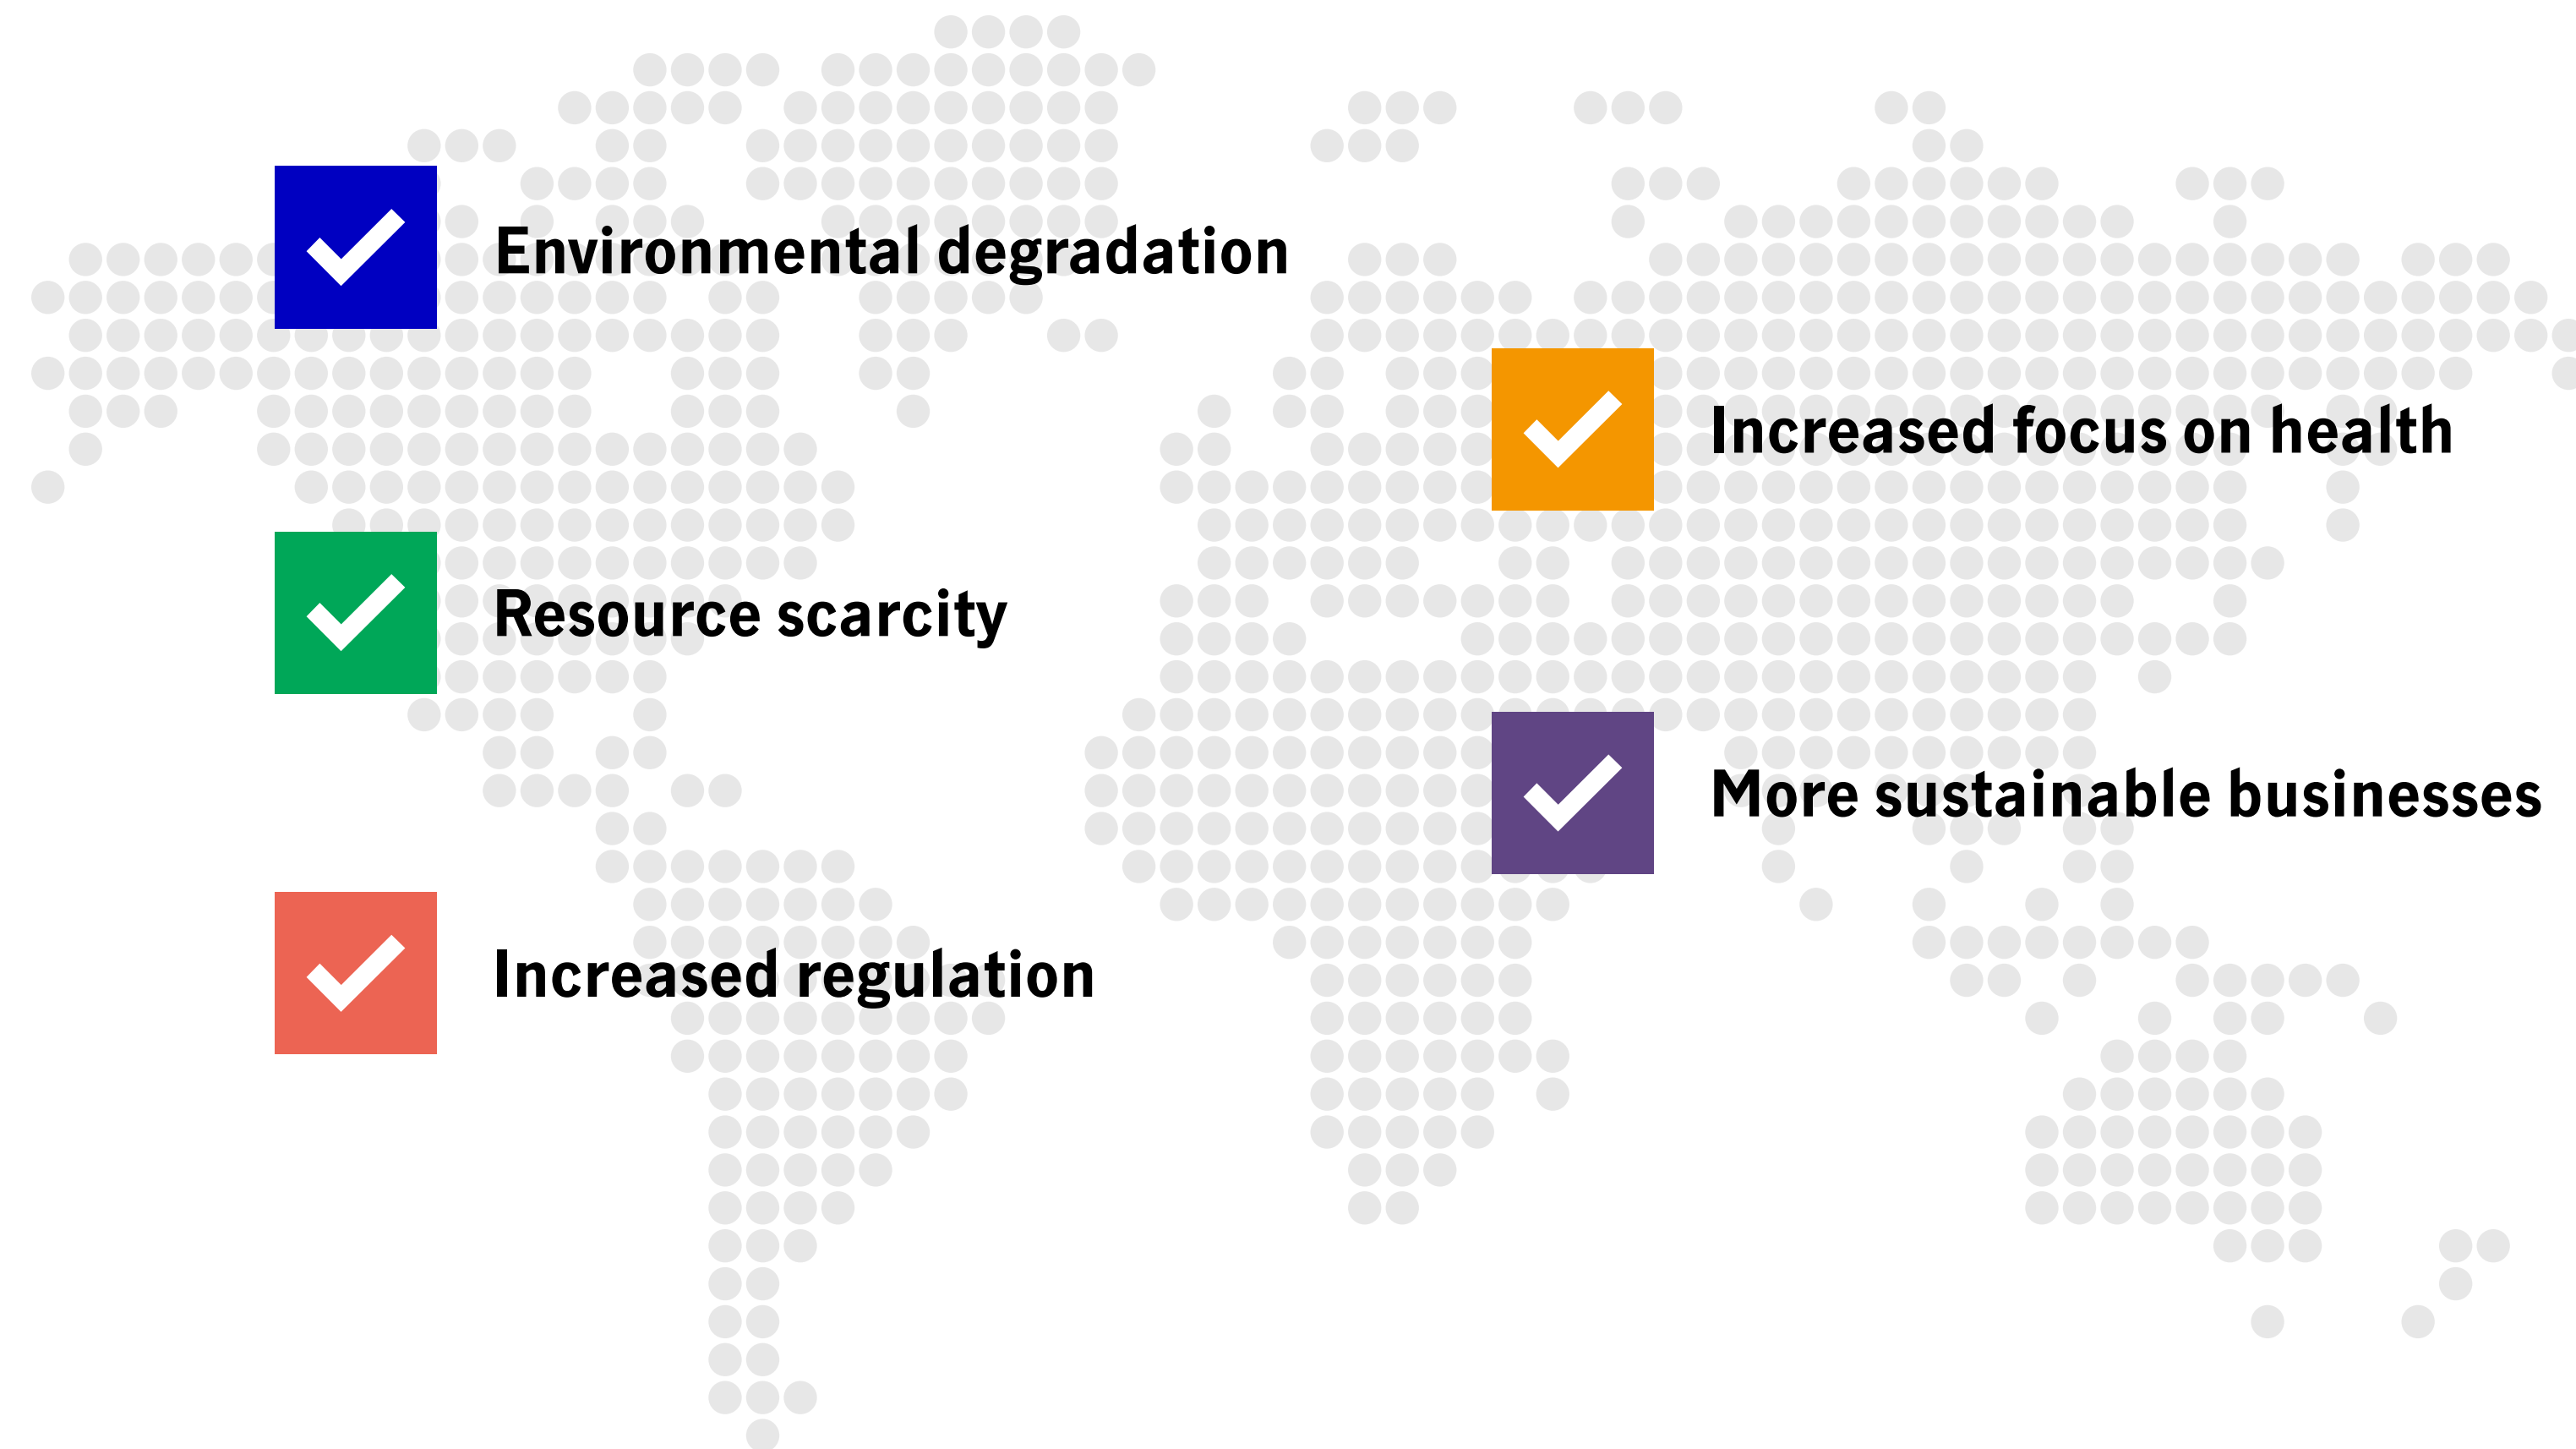 Environmental degradation
Resource scarcity
Increased regulation
Increased focus on health
More sustainable businesses